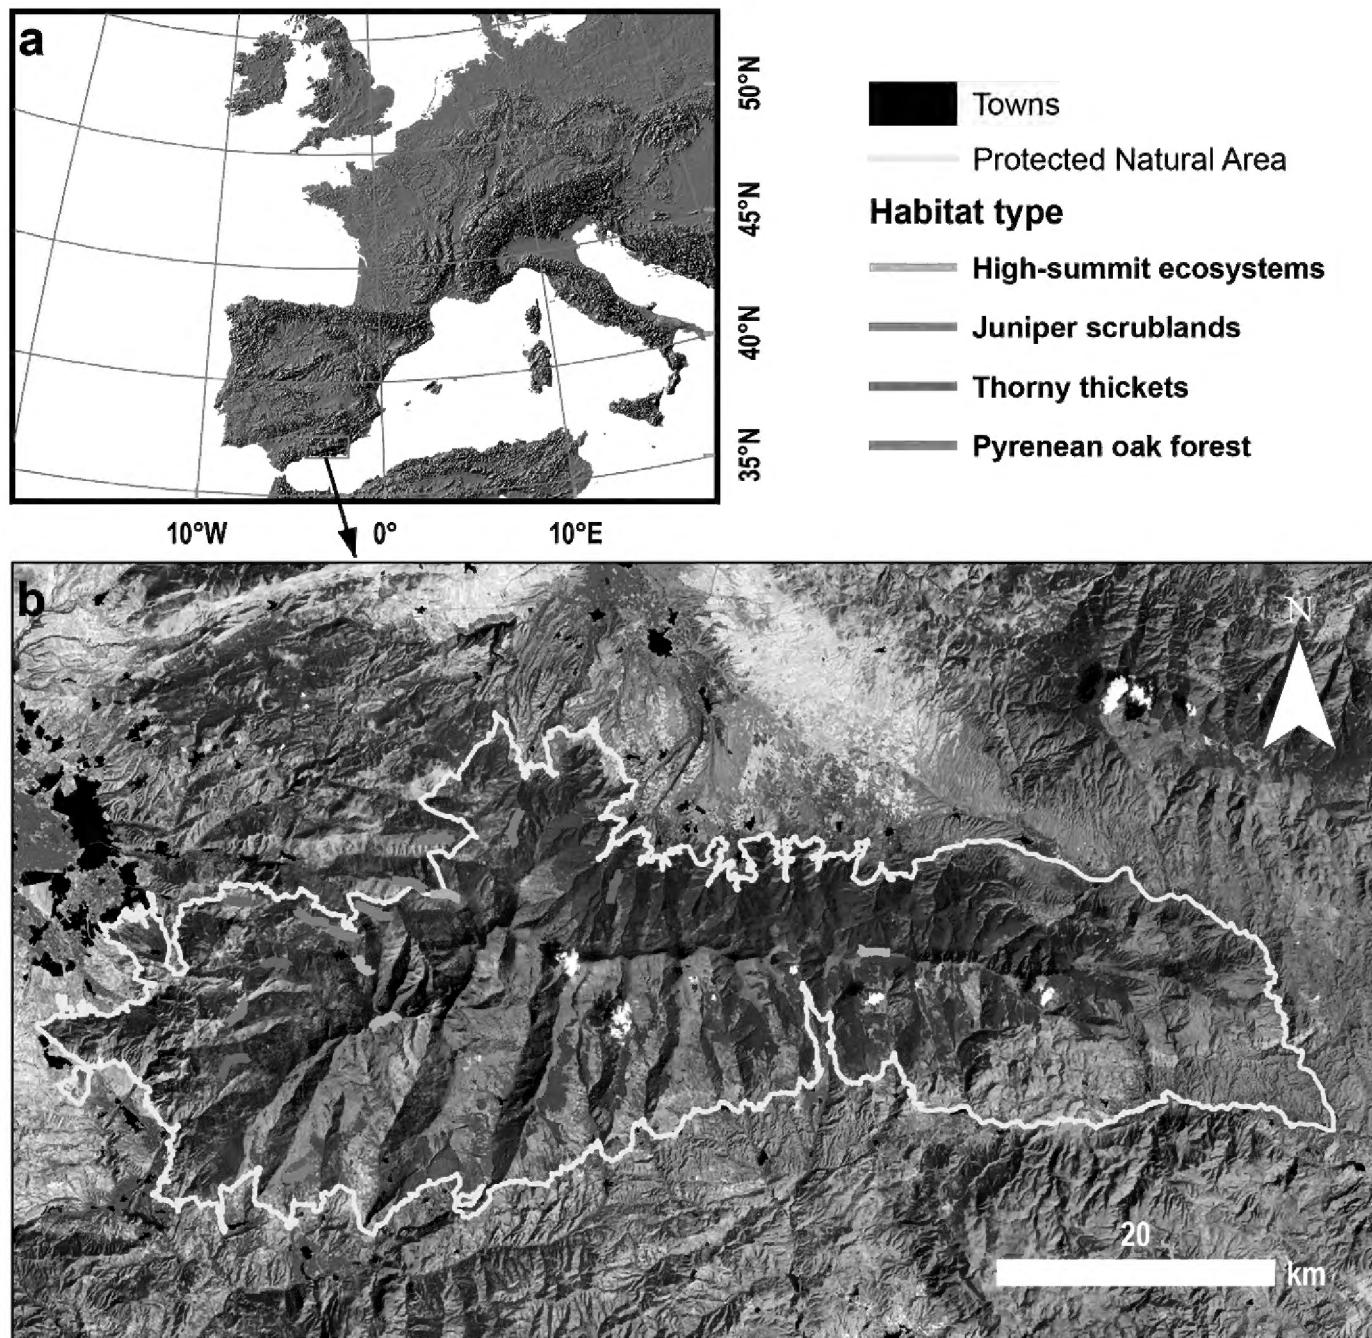 a
50°N
45°N
40°N
35°N
10°W
0°
10°E
Towns
Protected Natural Area
Habitat type
High-summit ecosystems
Juniper scrublands
Thorny thickets
Pyrenean oak forest
b
N
20
km